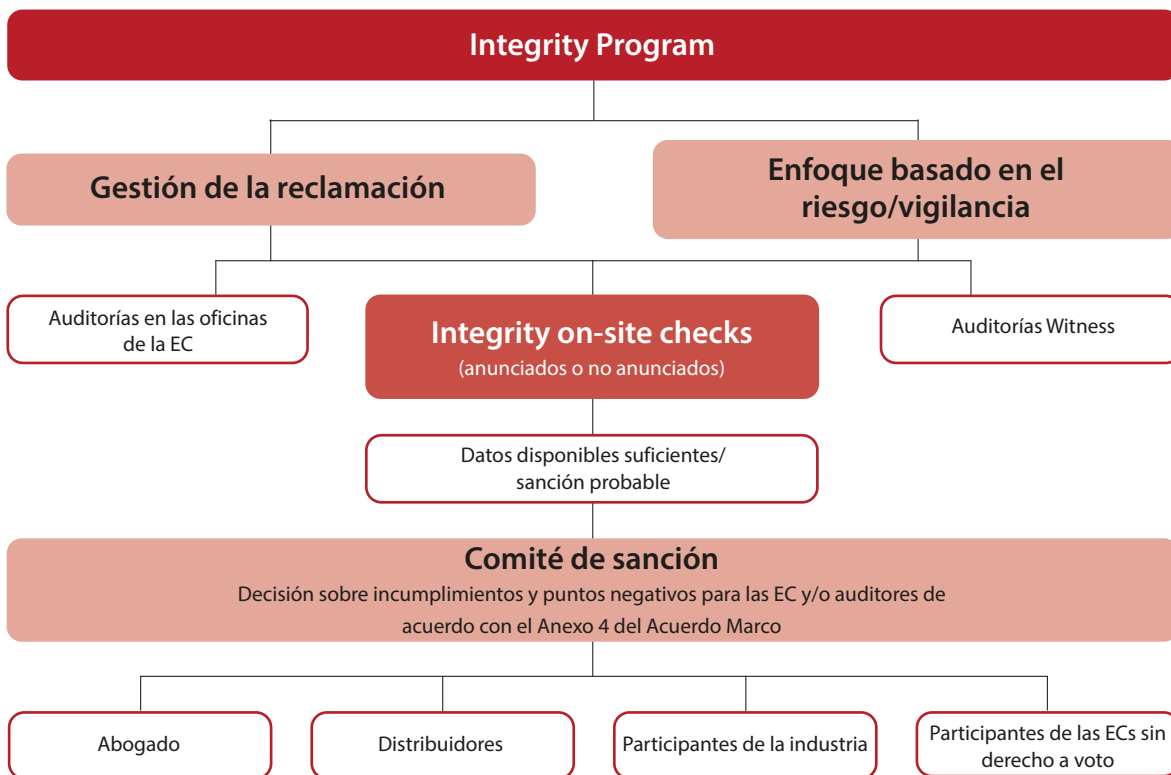 Integrity Program
Gestión de la reclamación
Enfoque basado en el
riesgo/vigilancia
Auditorías en las oficinas
de la EC
Integrity on-site checks
(anunciados o no anunciados)
Auditorías Witness
Datos disponibles suficientes/
sanción probable
Comité de sanción
Decisión sobre incumplimientos y puntos negativos para las EC y/o auditores de
acuerdo con el Anexo 4 del Acuerdo Marco
Abogado
Distribuidores
Participantes de la industria
Participantes de las ECs sin
derecho a voto